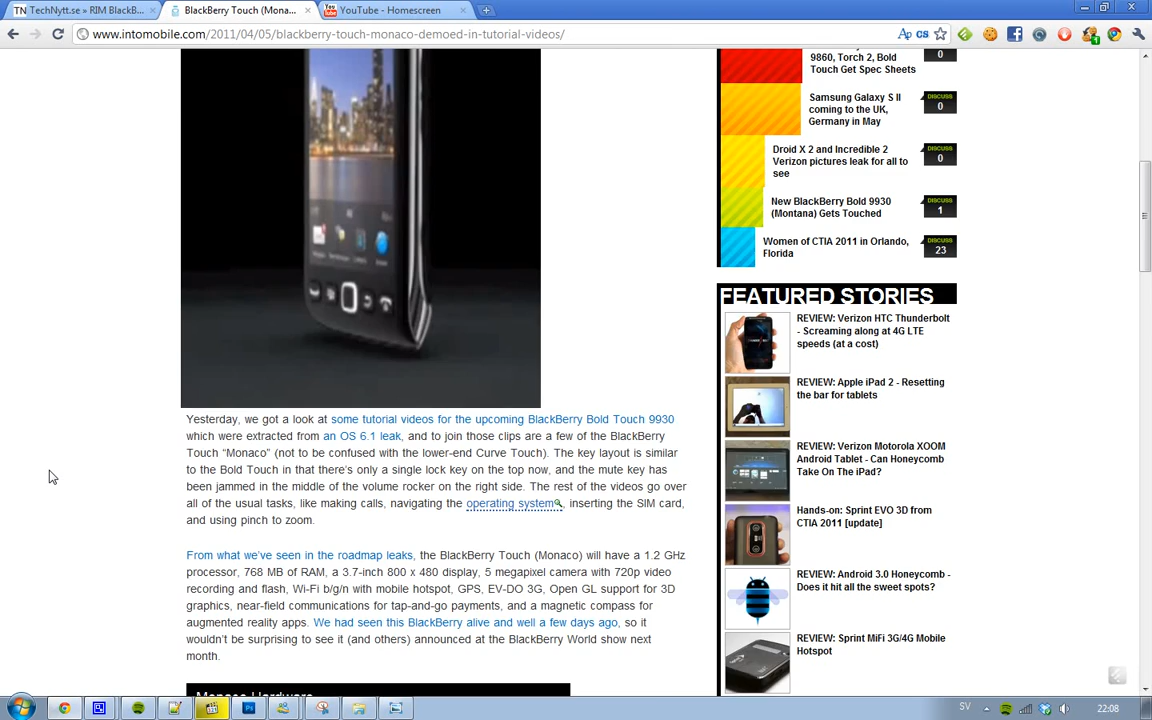 TN TechNytt.se » RIM BlackB...
BlackBerry Touch (Mona...
YouTube - Homescreen
www.intomobile.com/2011/04/05/blackberry-touch-monaco-demoed-in-tutorial-videos/
9860, Torch 2, Bold
Touch Get Spec Sheets
0
Samsung Galaxy S II
coming to the UK,
Germany in May
DISCUSS
0
Droid X 2 and Incredible 2
Verizon pictures leak for all to
see
DISCUSS
0
New BlackBerry Bold 9930
(Montana) Gets Touched
DISCUSS
1
Women of CTIA 2011 in Orlando,
Florida
DISCUSS
23
FEATURED STORIES
REVIEW: Verizon HTC Thunderbolt
- Screaming along at 4G LTE
speeds (at a cost)
REVIEW: Apple iPad 2 - Resetting
the bar for tablets
REVIEW: Verizon Motorola XOOM
Android Tablet - Can Honeycomb
Take On The iPad?
Hands-on: Sprint EVO 3D from
CTIA 2011 [update]
REVIEW: Android 3.0 Honeycomb -
Does it hit all the sweet spots?
REVIEW: Sprint MiFi 3G/4G Mobile
Hotspot
Yesterday, we got a look at some tutorial videos for the upcoming BlackBerry Bold Touch 9930
which were extracted from an OS 6.1 leak, and to join those clips are a few of the BlackBerry
Touch “Monaco” (not to be confused with the lower-end Curve Touch). The key layout is similar
to the Bold Touch in that there’s only a single lock key on the top now, and the mute key has
been jammed in the middle of the volume rocker on the right side. The rest of the videos go over
all of the usual tasks, like making calls, navigating the operating system, inserting the SIM card,
and using pinch to zoom.
From what we’ve seen in the roadmap leaks, the BlackBerry Touch (Monaco) will have a 1.2 GHz
processor, 768 MB of RAM, a 3.7-inch 800 x 480 display, 5 megapixel camera with 720p video
recording and flash, Wi-Fi b/g/n with mobile hotspot, GPS, EV-DO 3G, Open GL support for 3D
graphics, near-field communications for tap-and-go payments, and a magnetic compass for
augmented reality apps. We had seen this BlackBerry alive and well a few days ago, so it
wouldn’t be surprising to see it (and others) announced at the BlackBerry World show next
month.
Monaco Hardware
SV
22:08